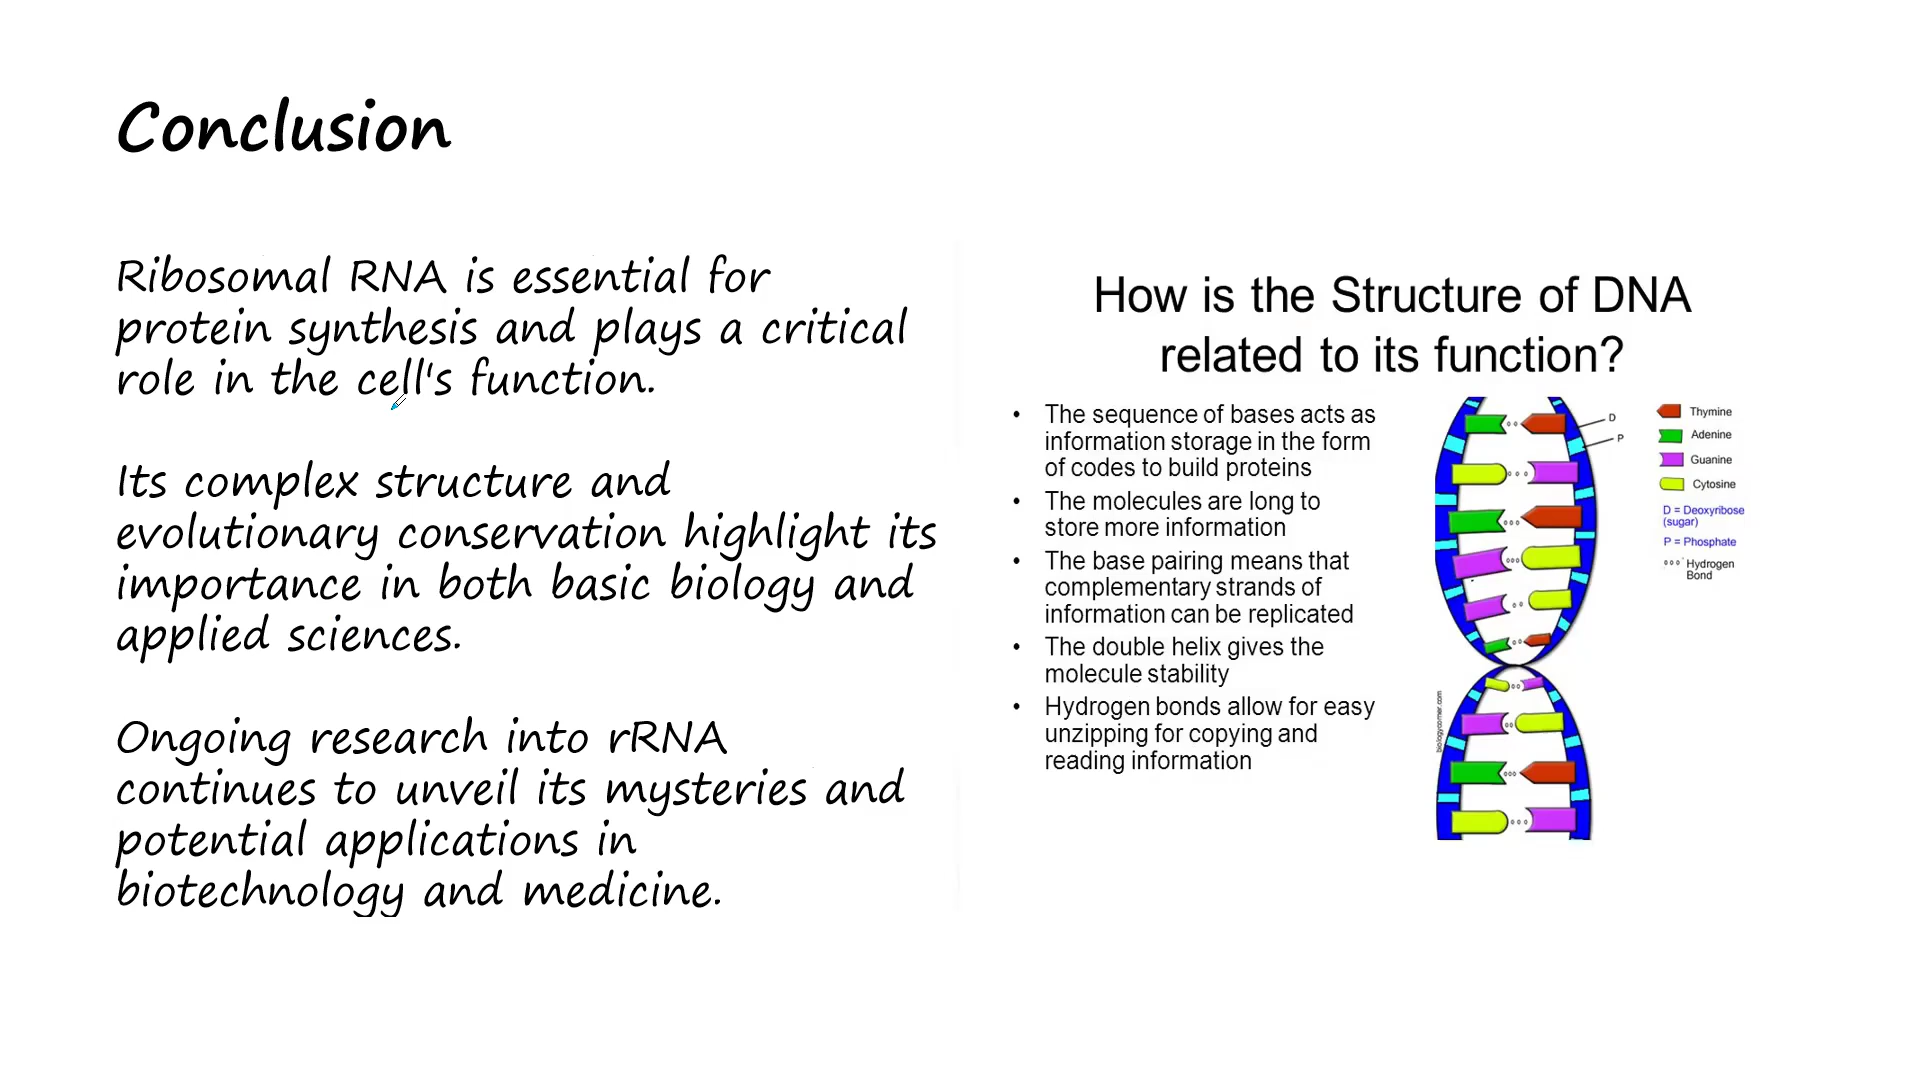 Conclusion
Ribosomal RNA is essential for
protein synthesis and plays a critical
role in the cell's function.
Its complex structure and
evolutionary conservation highlight its
importance in both basic biology and
applied sciences.
Ongoing research into rRNA
continues to unveil its mysteries and
potential applications in
biotechnology and medicine.
How is the Structure of DNA
related to its function?
• The sequence of bases acts as
information storage in the form
of codes to build proteins
• The molecules are long to
store more information
• The base pairing means that
complementary strands of
information can be replicated
• The double helix gives the
molecule stability
• Hydrogen bonds allow for easy
unzipping for copying and
reading information
D
P
Thymine
Adenine
Guanine
Cytosine
D = Deoxyribose
(sugar)
P = Phosphate
Hydrogen
Bond
biologycorner.com